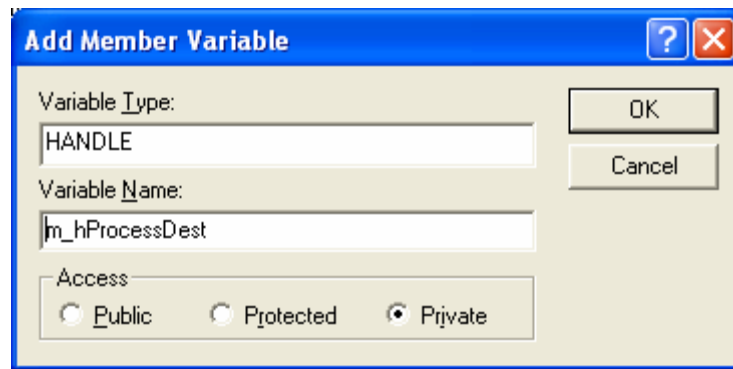 Add Member Variable
Variable Type:
OK
HANDLE
Cancel
Variable Name:
m_hProcessDest
Access
Public Protected Private